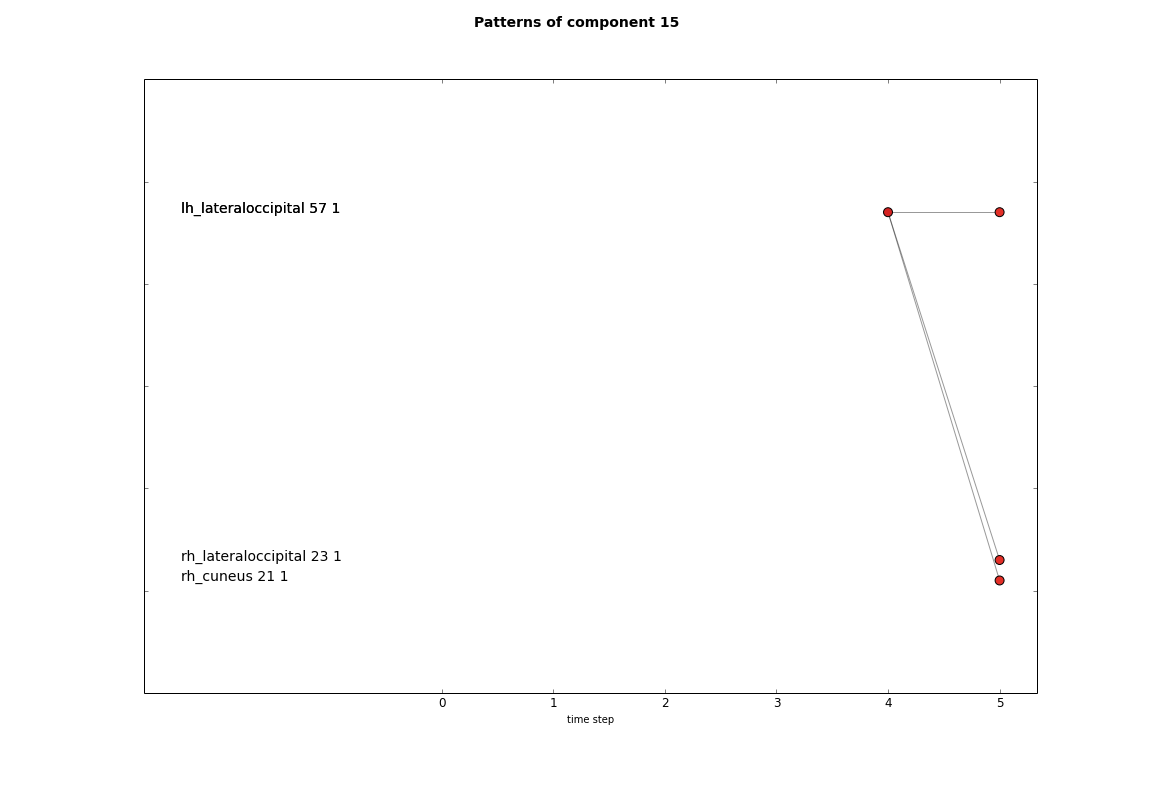 Patterns of component 15
lh_lateraloccipital 57 1
rh_lateraloccipital 23 1
rh_cuneus 21 1
0 1 2 3 4 5
time step